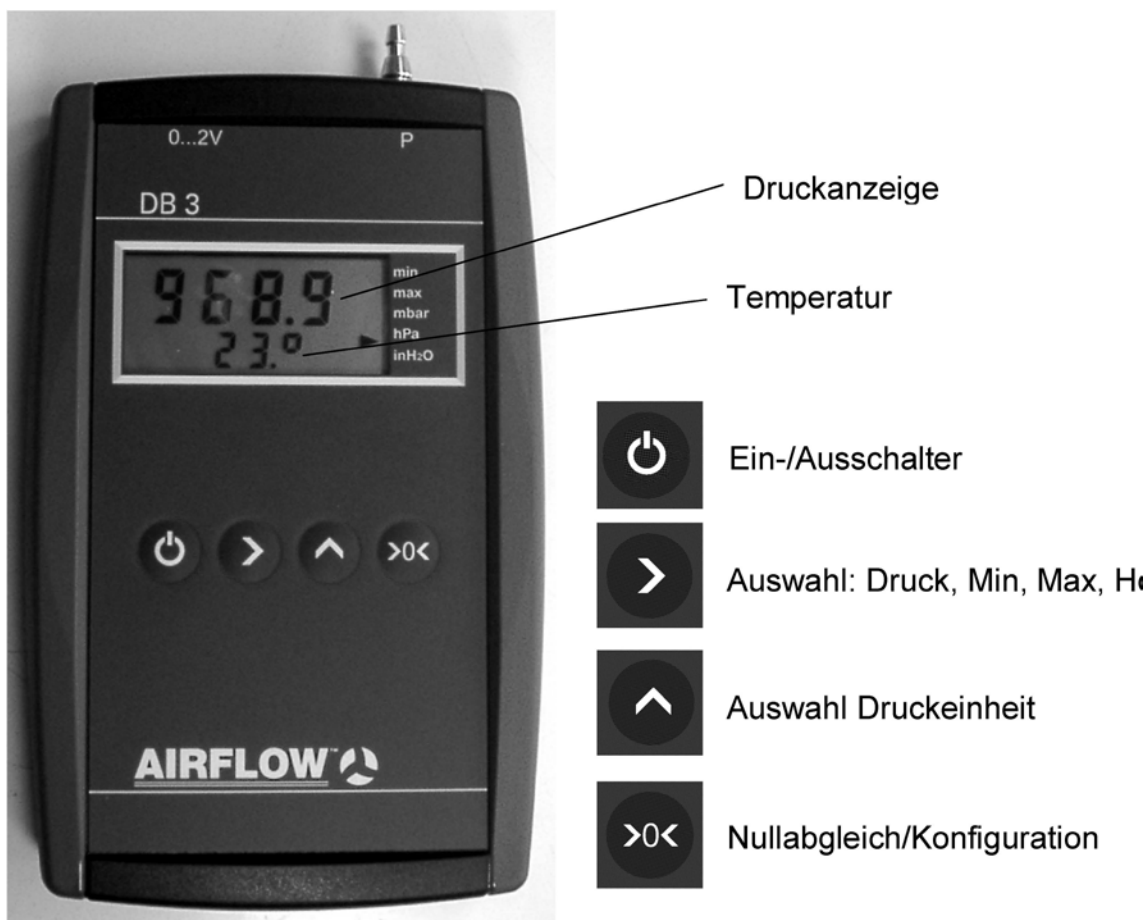 0...2V
P
DB 3
968.9
23.°
min
max
mbar
hPa
inH2O
>0<
AIRFLOW™
Druckanzeige
Temperatur
Ein-/Ausschalter
Auswahl: Druck, Min, Max,
Auswahl Druckeinheit
>0<
Nullabgleich/Konfiguration